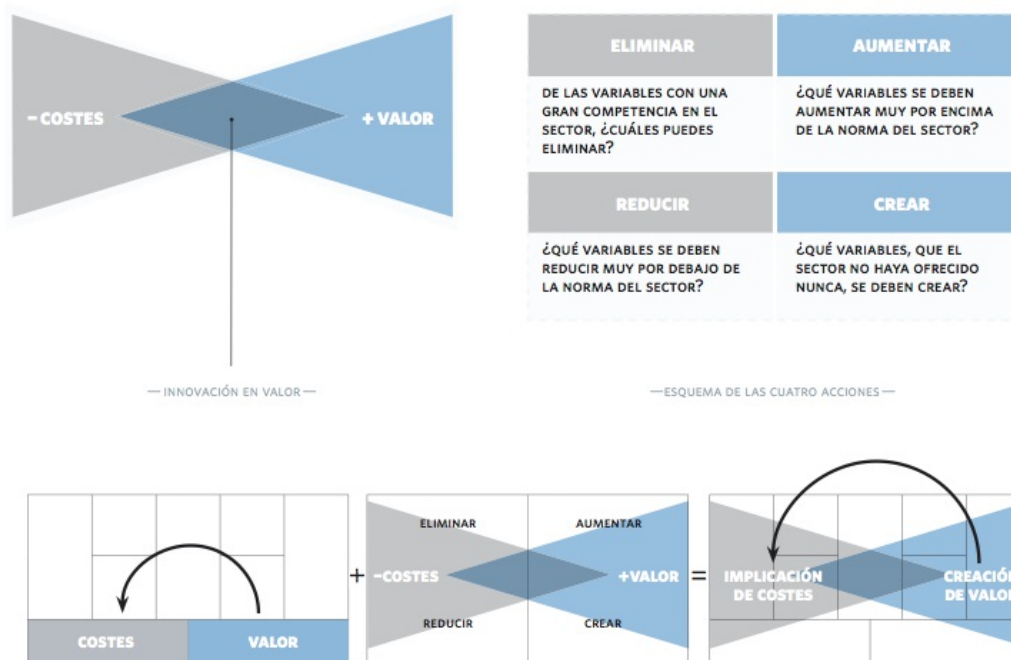 – COSTES
+ VALOR
— INNOVACIÓN EN VALOR —
ELIMINAR
AUMENTAR
DE LAS VARIABLES CON UNA
GRAN COMPETENCIA EN EL
SECTOR, ¿CUÁLES PUEDES
ELIMINAR?
¿QUÉ VARIABLES SE DEBEN
AUMENTAR MUY POR ENCIMA
DE LA NORMA DEL SECTOR?
REDUCIR
CREAR
¿QUÉ VARIABLES SE DEBEN
REDUCIR MUY POR DEBAJO DE
LA NORMA DEL SECTOR?
¿QUÉ VARIABLES, QUE EL
SECTOR NO HAYA OFRECIDO
NUNCA, SE DEBEN CREAR?
—ESQUEMA DE LAS CUATRO ACCIONES—
COSTES
VALOR
+
ELIMINAR
AUMENTAR
–COSTES
+VALOR
REDUCIR
CREAR
=
IMPLICACIÓN
DE COSTES
CREACIÓN
DE VALOR